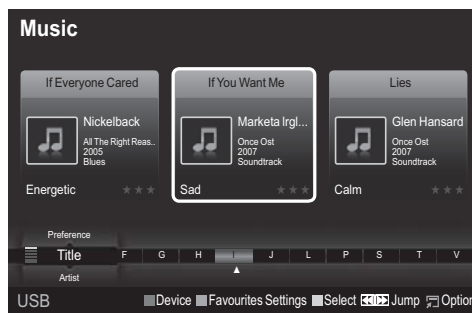 Music
If Everyone Cared
Nickelback
All The Right Reas..
2005
Blues
Energetic
If You Want Me
Marketa Irgl...
Once Ost
2007
Soundtrack
Sad
Lies
Glen Hansard
Once Ost
2007
Soundtrack
Calm
Preference
Title F G H I J L P S T V
Artist
USB Device Favourites Settings Select Jump Option